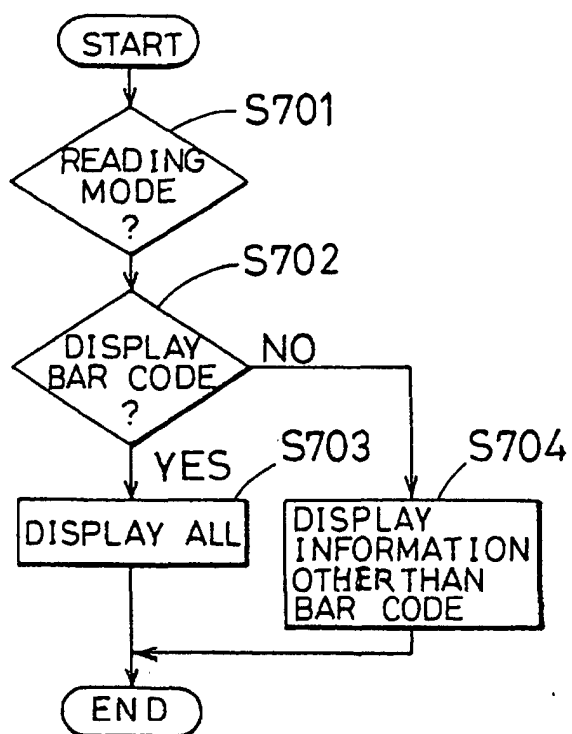 START
S701
READING
MODE
?
S702
DISPLAY
BAR CODE
?
NO
YES
S703
S704
DISPLAY ALL
DISPLAY
INFORMATION
OTHER THAN
BAR CODE
END